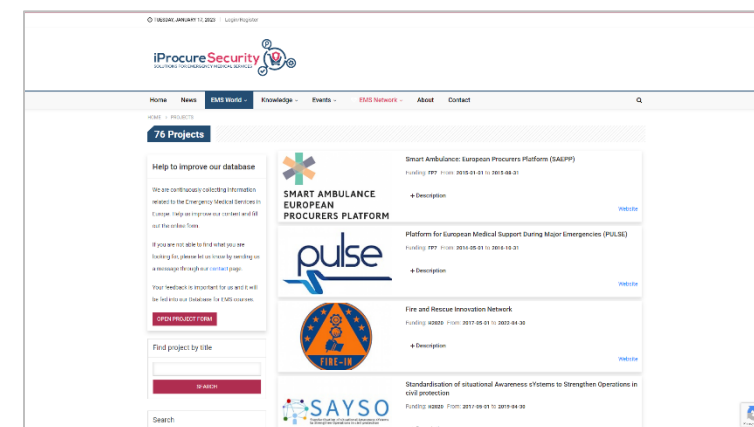 TUESDAY, JANUARY 17, 2023 Login/Register
iProcureSecurity
SOLUTIONS FOR EMERGENCY MEDICAL SERVICES
Home News EMS World Knowledge Events EMS Network About Contact
HOME > PROJECTS
76 Projects
Help to improve our database
We are continuously collecting information
related to the Emergency Medical Services in
Europe. Help us improve our content and fill
out the online form.
If you are not able to find what you are
looking for, please let us know by sending us
a message through our contact page.
Your feedback is important for us and it will
be fed into our Database for EMS courses
OPEN PROJECT FORM
Find project by title
SEARCH
Search
SMART AMBULANCE
EUROPEAN
PROCURERS PLATFORM
Smart Ambulance: European Procurers Platform (SAEPP)
Funding: FP7 From: 2015-01-01 to 2015-08-31
+ Description
Website
pulse
Platform for European Medical Support During Major Emergencies (PULSE)
Funding: FP7 From: 2014-05-01 to 2016-10-31
+ Description
Website
FIRE-IN
Fire and Rescue Innovation Network
Funding: H2020 From: 2017-05-01 to 2022-04-30
+ Description
Website
SAYSO
Standardisation of situational Awareness sYstems to Strengthen Operations in
civil protection
Funding: H2020 From: 2017-05-01 to 2019-04-30